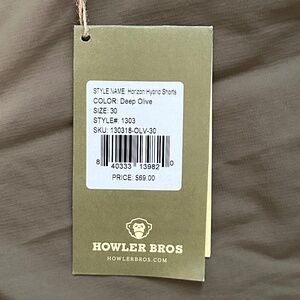 STYLE NAME: Horizon Hybrid Shorts
COLOR: Deep Olive
SIZE: 30
STYLE#: 1303
SKU: 130318-OLV-30
8 40333 13982 0
PRICE: $69.00
HOWLER BROS
HOWLERBROS.COM